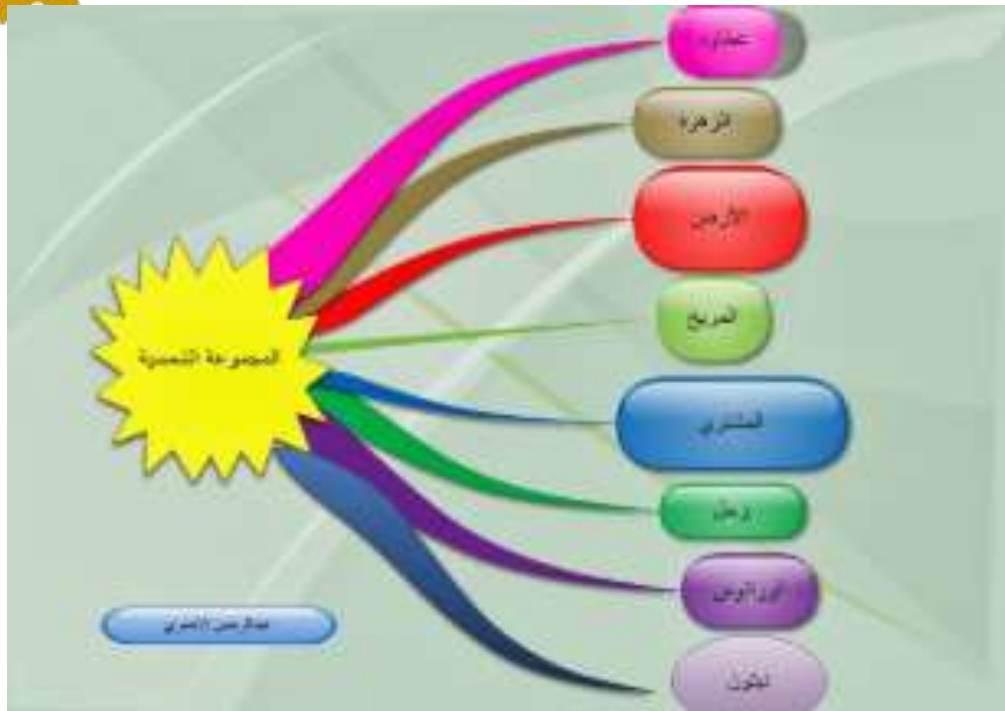 عطارد
الزهرة
الأرض
المريخ
المجموعة الشمسية
المشتري
زحل
أورانوس
نبتون